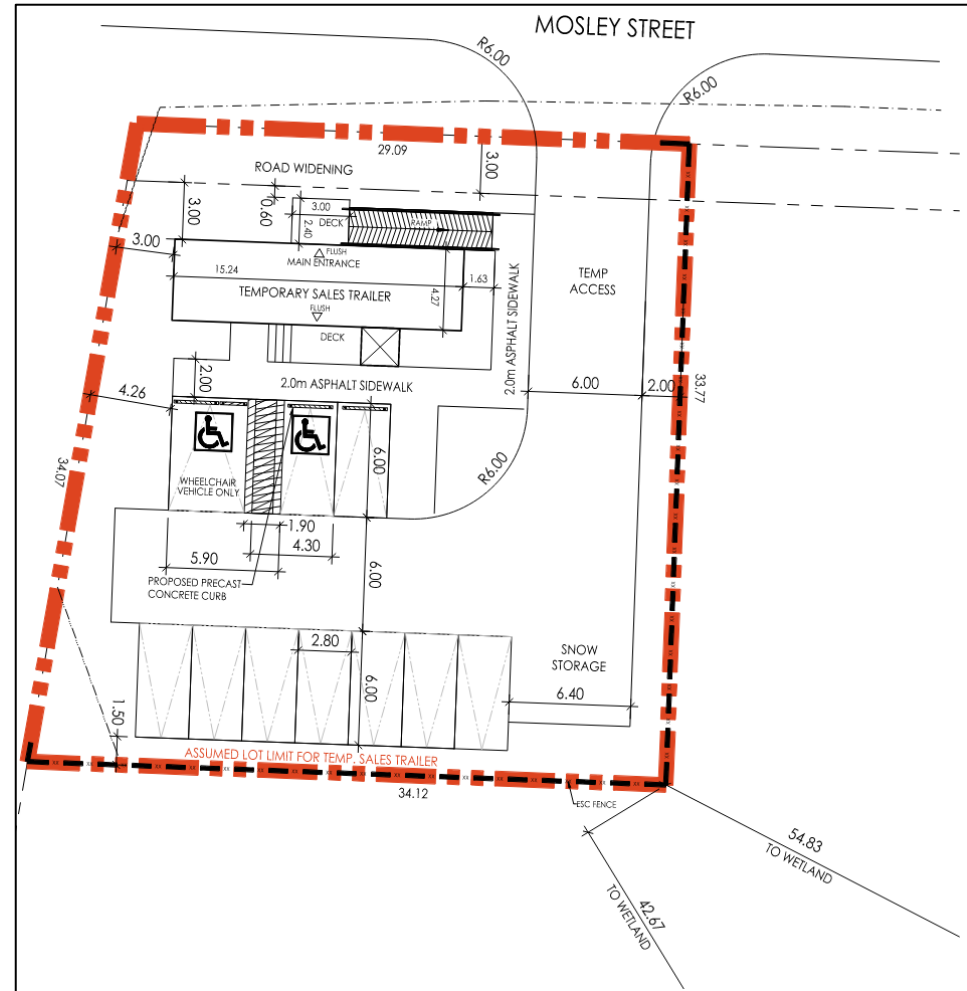 MOSLEY STREET
R6.00
R6.00
29.09
ROAD WIDENING
3.00
3.00
0.60
3.00
DECK
2.40
RAMP
3.00
FLUSH
MAIN ENTRANCE
15.24
1.63
4.27
TEMPORARY SALES TRAILER
FLUSH
DECK
TEMP
ACCESS
2.0m ASPHALT SIDEWALK
33.77
6.00
2.00
2.00
2.0m ASPHALT SIDEWALK
4.26
34.07
6.00
R6.00
WHEELCHAIR
VEHICLE ONLY
1.90
4.30
5.90
6.00
PROPOSED PRECAST
CONCRETE CURB
2.80
SNOW
STORAGE
6.00
6.40
1.50
ASSUMED LOT LIMIT FOR TEMP. SALES TRAILER
34.12
ESC FENCE
54.83
TO WETLAND
42.67
TO WETLAND